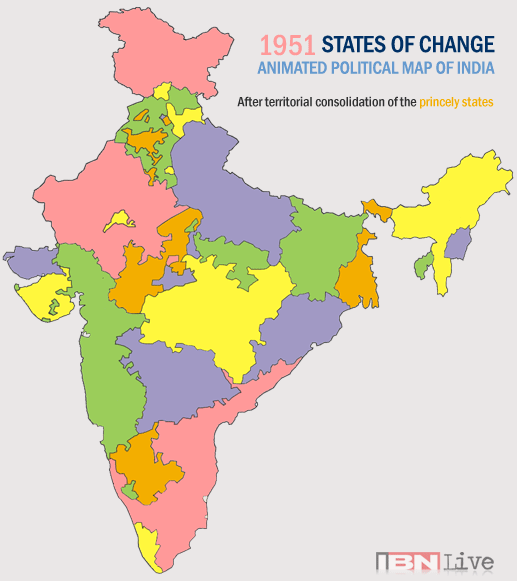 1951 STATES OF CHANGE
ANIMATED POLITICAL MAP OF INDIA
After territorial consolidation of the princely states
IBN Live